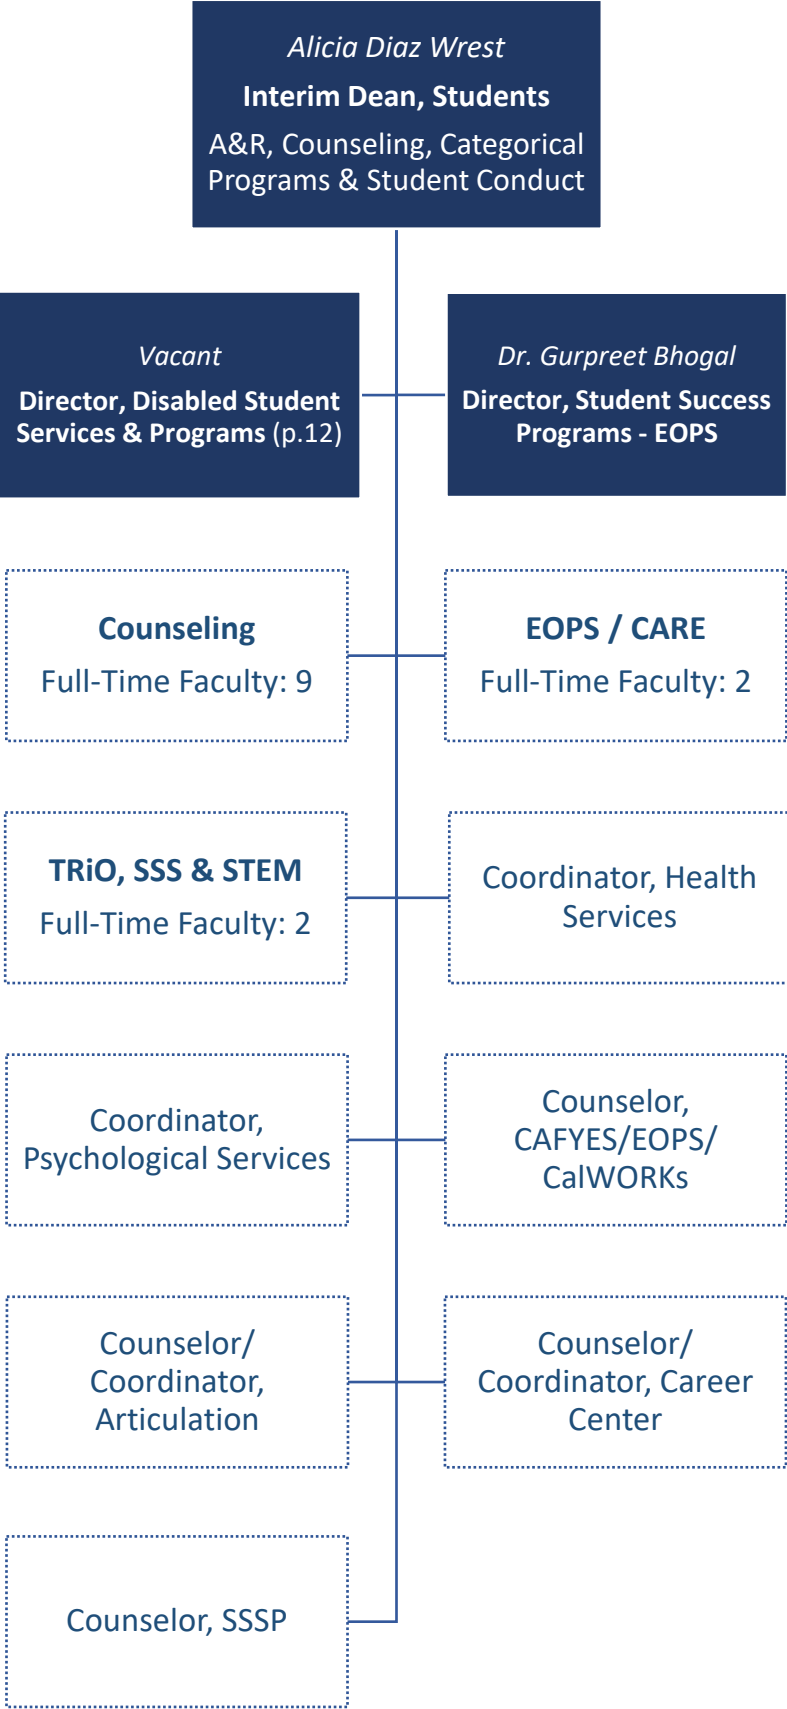 Alicia Diaz Wrest
Interim Dean, Students
A&R, Counseling, Categorical
Programs & Student Conduct
Vacant
Director, Disabled Student
Services & Programs (p.12)
Dr. Gurpreet Bhogal
Director, Student Success
Programs - EOPS
Counseling
Full-Time Faculty: 9
EOPS / CARE
Full-Time Faculty: 2
TRiO, SSS & STEM
Full-Time Faculty: 2
Coordinator, Health
Services
Coordinator,
Psychological Services
Counselor,
CAFYES/EOPS/
CalWORKs
Counselor/
Coordinator,
Articulation
Counselor/
Coordinator, Career
Center
Counselor, SSSP